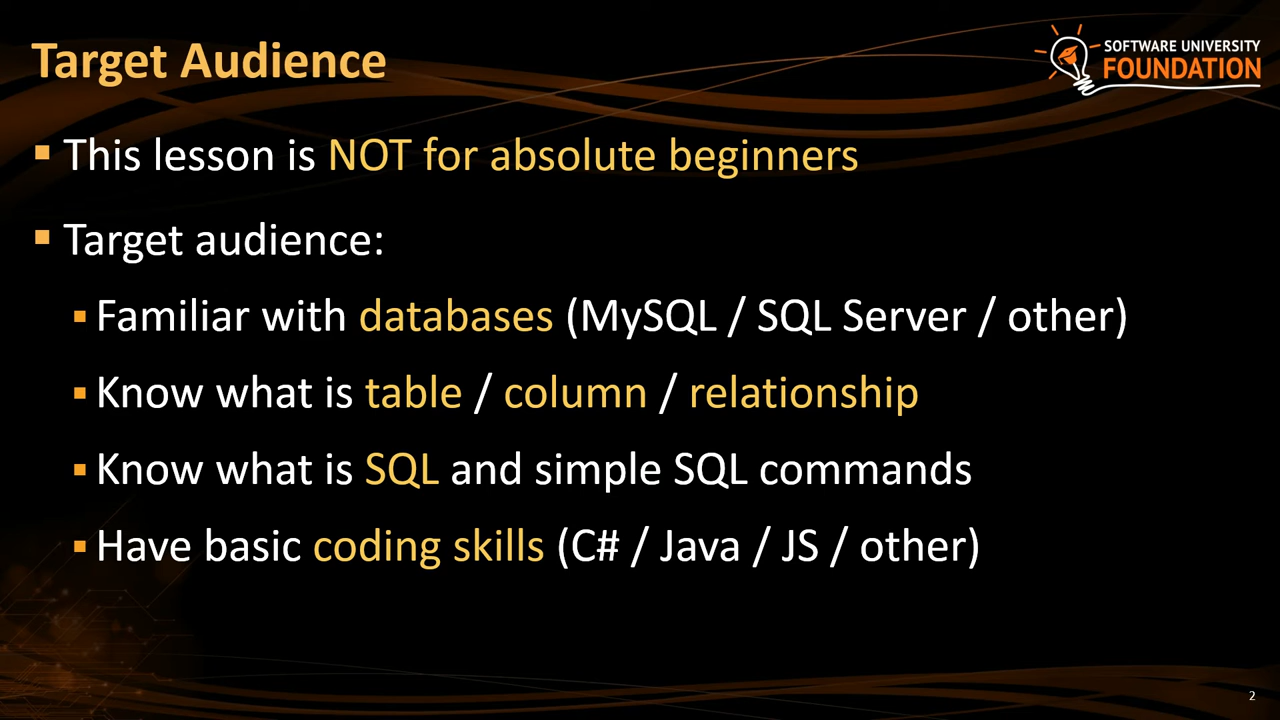 Target Audience
SOFTWARE UNIVERSITY
FOUNDATION
▪ This lesson is NOT for absolute beginners
▪ Target audience:
▪ Familiar with databases (MySQL / SQL Server / other)
▪ Know what is table / column / relationship
▪ Know what is SQL and simple SQL commands
▪ Have basic coding skills (C# / Java / JS / other)
2